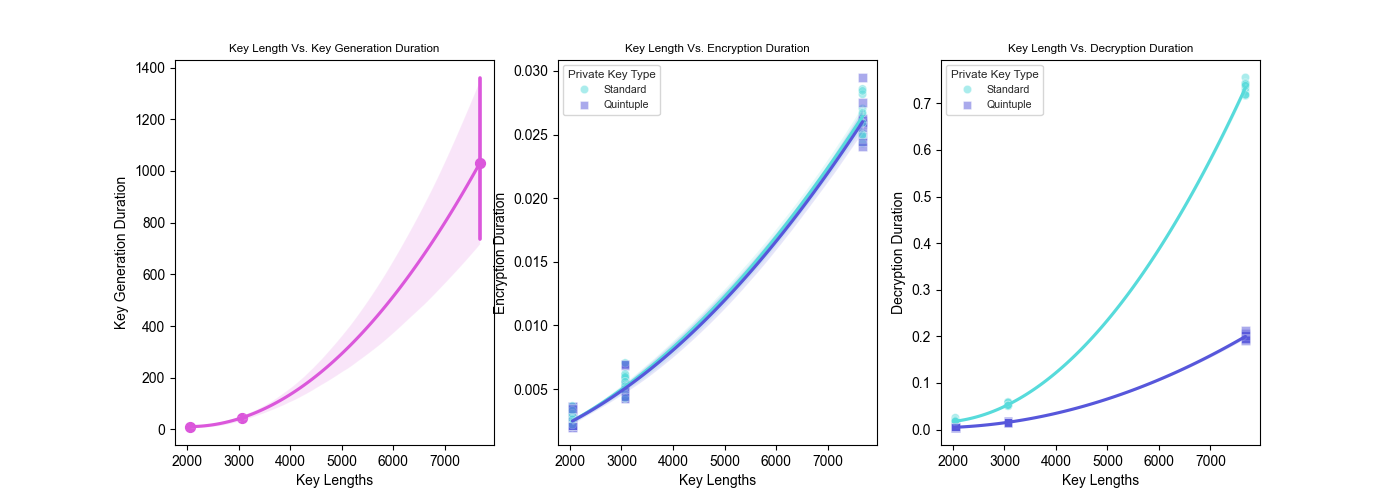 Key Length Vs. Key Generation Duration
Key Generation Duration
1400
1200
1000
800
600
400
200
0
2000 3000 4000 5000 6000 7000
Key Lengths
Key Length Vs. Encryption Duration
Encryption Duration
0.030
0.025
0.020
0.015
0.010
0.005
Private Key Type
Standard
Quintuple
2000 3000 4000 5000 6000 7000
Key Lengths
Key Length Vs. Decryption Duration
Decryption Duration
0.7
0.6
0.5
0.4
0.3
0.2
0.1
0.0
Private Key Type
Standard
Quintuple
2000 3000 4000 5000 6000 7000
Key Lengths